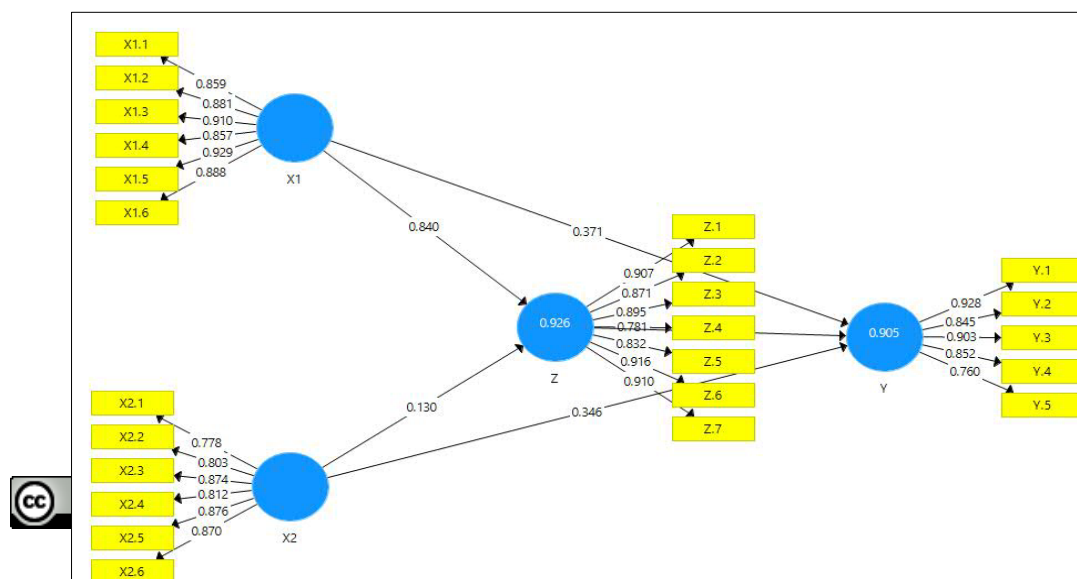 X1.1
X1.2
X1.3
X1.4
X1.5
X1.6
0.859
0.881
0.910
0.857
0.929
0.888
X1
0.840
0.371
Z.1
Z.2
Z.3
Z.4
Z.5
Z.6
Z.7
0.907
0.871
0.895
0.781
0.832
0.916
0.910
0.926
Z
Y.1
Y.2
Y.3
Y.4
Y.5
0.928
0.845
0.903
0.852
0.760
0.905
Y
0.130
0.346
X2.1
X2.2
X2.3
X2.4
X2.5
X2.6
0.778
0.803
0.874
0.812
0.876
0.870
X2
cc